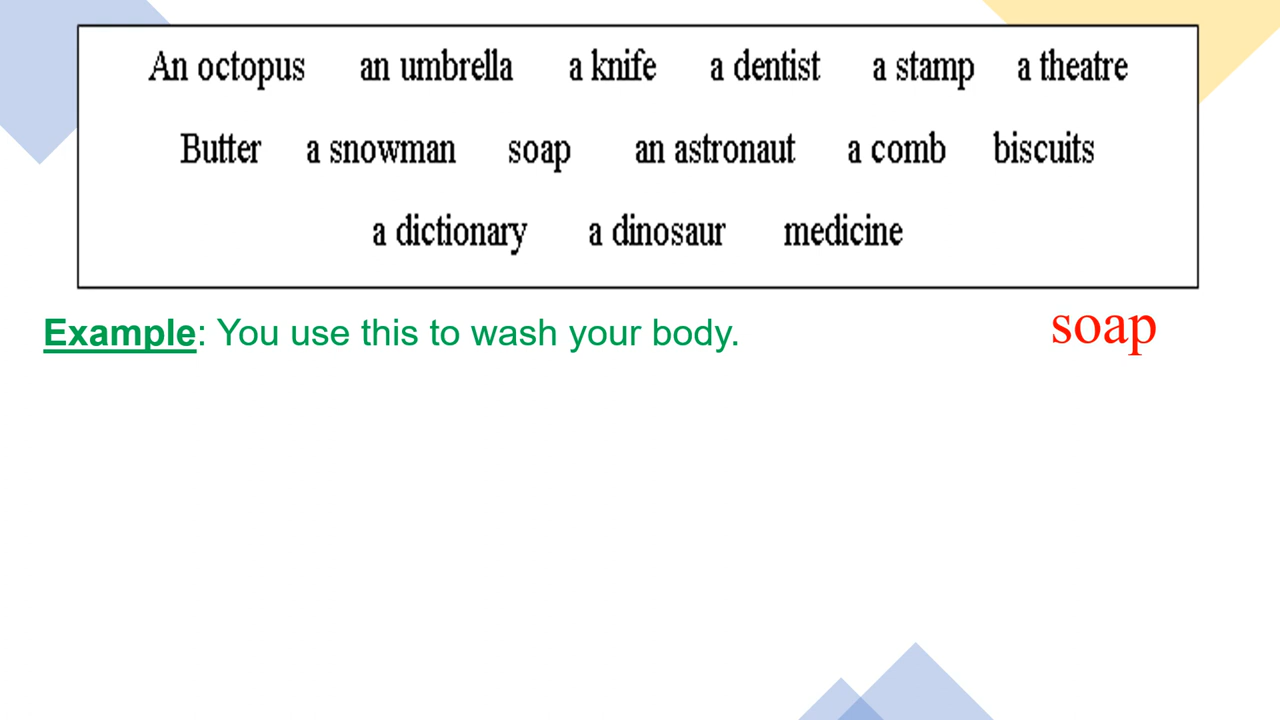 An octopus an umbrella a knife a dentist a stamp a theatre
Butter a snowman soap an astronaut a comb biscuits
a dictionary a dinosaur medicine
Example: You use this to wash your body. soap